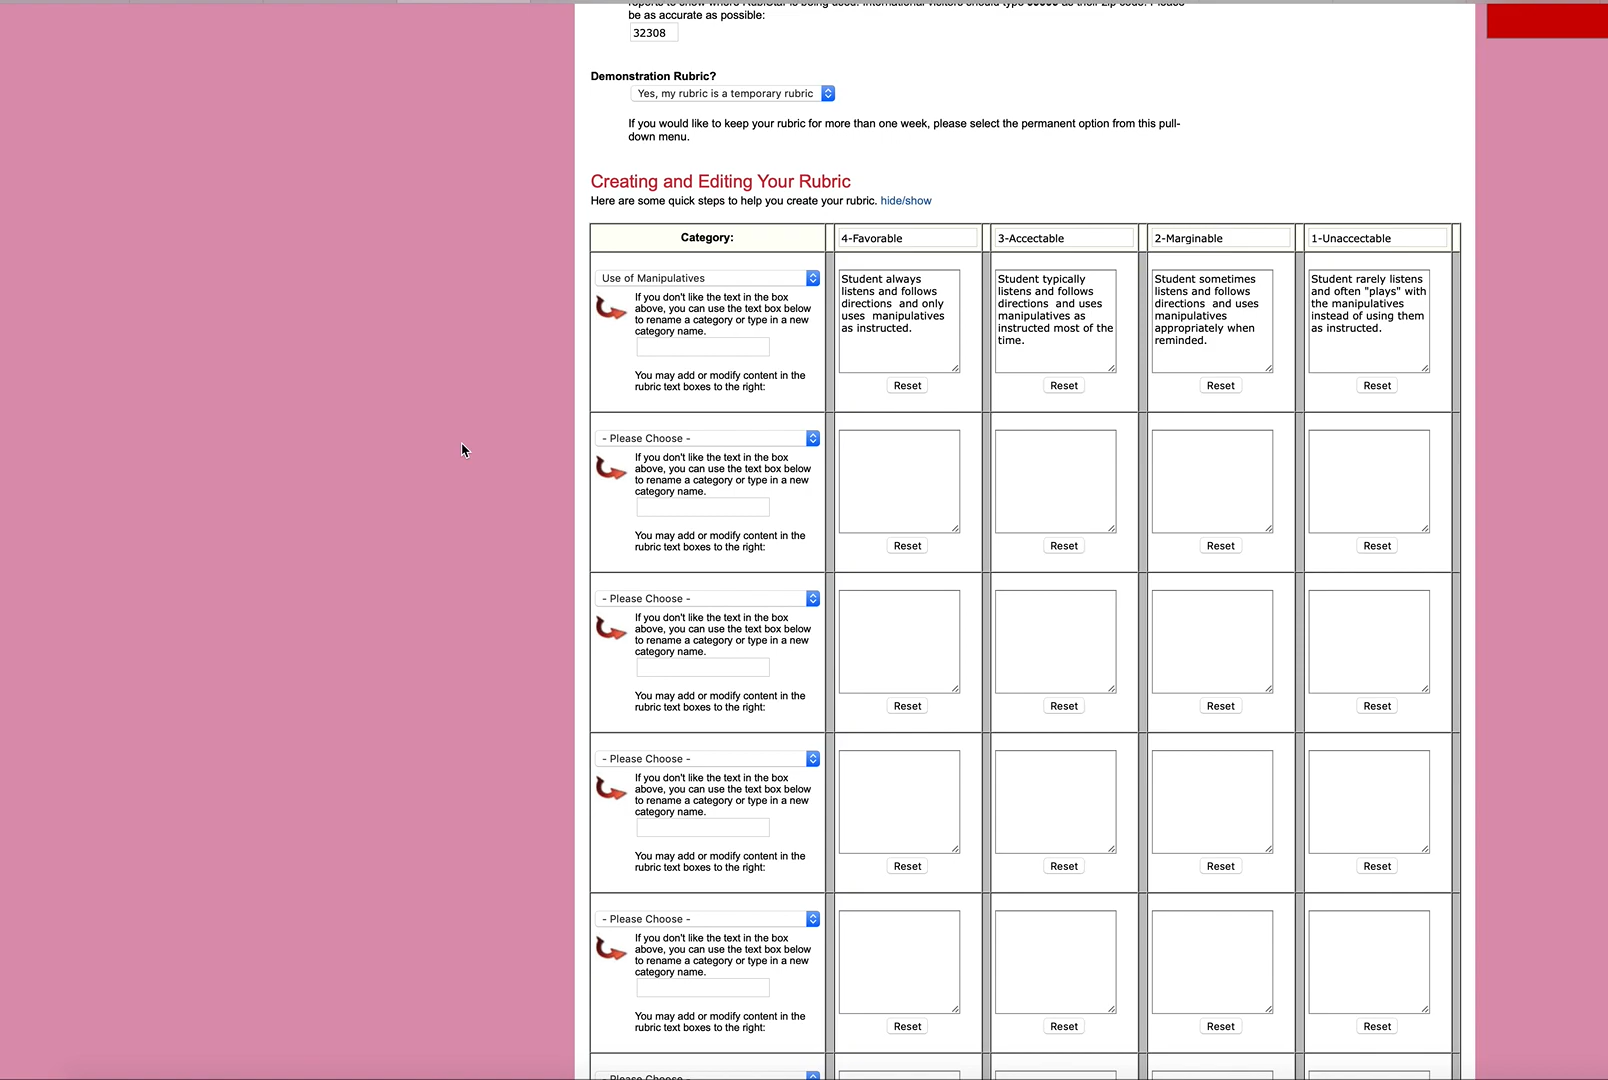 be as accurate as possible:
32308
Demonstration Rubric?
Yes, my rubric is a temporary rubric
If you would like to keep your rubric for more than one week, please select the permanent option from this pull-
down menu.
Creating and Editing Your Rubric
Here are some quick steps to help you create your rubric. hide/show
Category:
4-Favorable
3-Accectable
2-Marginable
1-Unaccectable
Use of Manipulatives
If you don't like the text in the box
above, you can use the text box below
to rename a category or type in a new
category name.
You may add or modify content in the
rubric text boxes to the right:
Student always
listens and follows
directions and only
uses manipulatives
as instructed.
Reset
Student typically
listens and follows
directions and uses
manipulatives as
instructed most of the
time.
Reset
Student sometimes
listens and follows
directions and uses
manipulatives
appropriately when
reminded.
Reset
Student rarely listens
and often "plays" with
the manipulatives
instead of using them
as instructed.
Reset
- Please Choose -
If you don't like the text in the box
above, you can use the text box below
to rename a category or type in a new
category name.
You may add or modify content in the
rubric text boxes to the right:
Reset
Reset
Reset
Reset
- Please Choose -
If you don't like the text in the box
above, you can use the text box below
to rename a category or type in a new
category name.
You may add or modify content in the
rubric text boxes to the right:
Reset
Reset
Reset
Reset
- Please Choose -
If you don't like the text in the box
above, you can use the text box below
to rename a category or type in a new
category name.
You may add or modify content in the
rubric text boxes to the right:
Reset
Reset
Reset
Reset
- Please Choose -
If you don't like the text in the box
above, you can use the text box below
to rename a category or type in a new
category name.
You may add or modify content in the
rubric text boxes to the right:
Reset
Reset
Reset
Reset
- Please Choose -